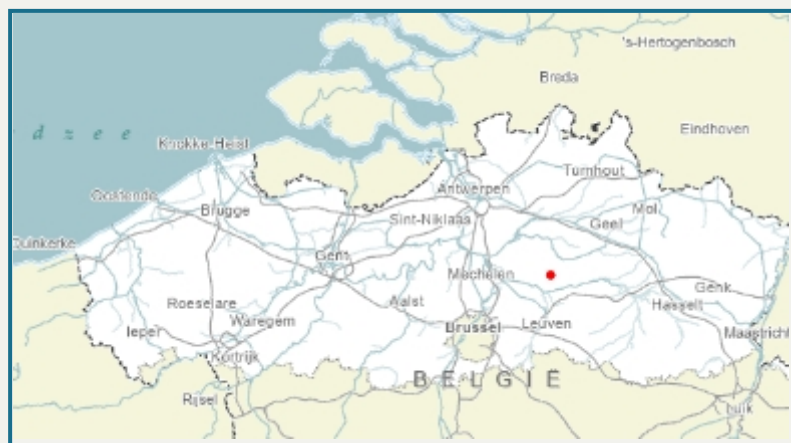 's-Hertogenbosch
Breda
Eindhoven
d z e e
Knokke-Heist
Turnhout
Antwerpen
Oostende
Brugge
Sint-Niklaas
Mol
Geel
Duinkerke
Gent
Mechelen
Genk
Roeselare
Aalst
Hasselt
Ieper
Waregem
Brussel
Leuven
Maastricht
Kortrijk
BELGIË
Rijsel
Luik